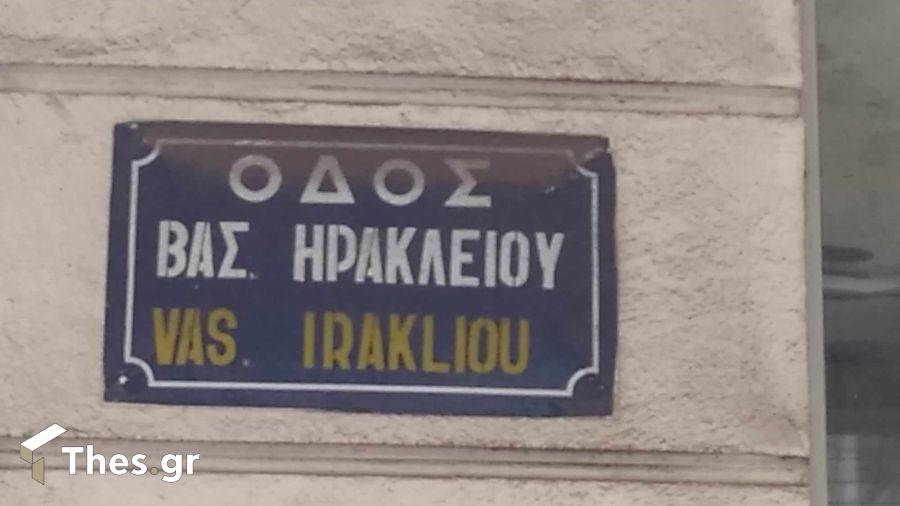 ΟΔΟΣ
ΒΑΣ. ΗΡΑΚΛΕΙΟΥ
VAS. IRAKLIOU
Thes.gr